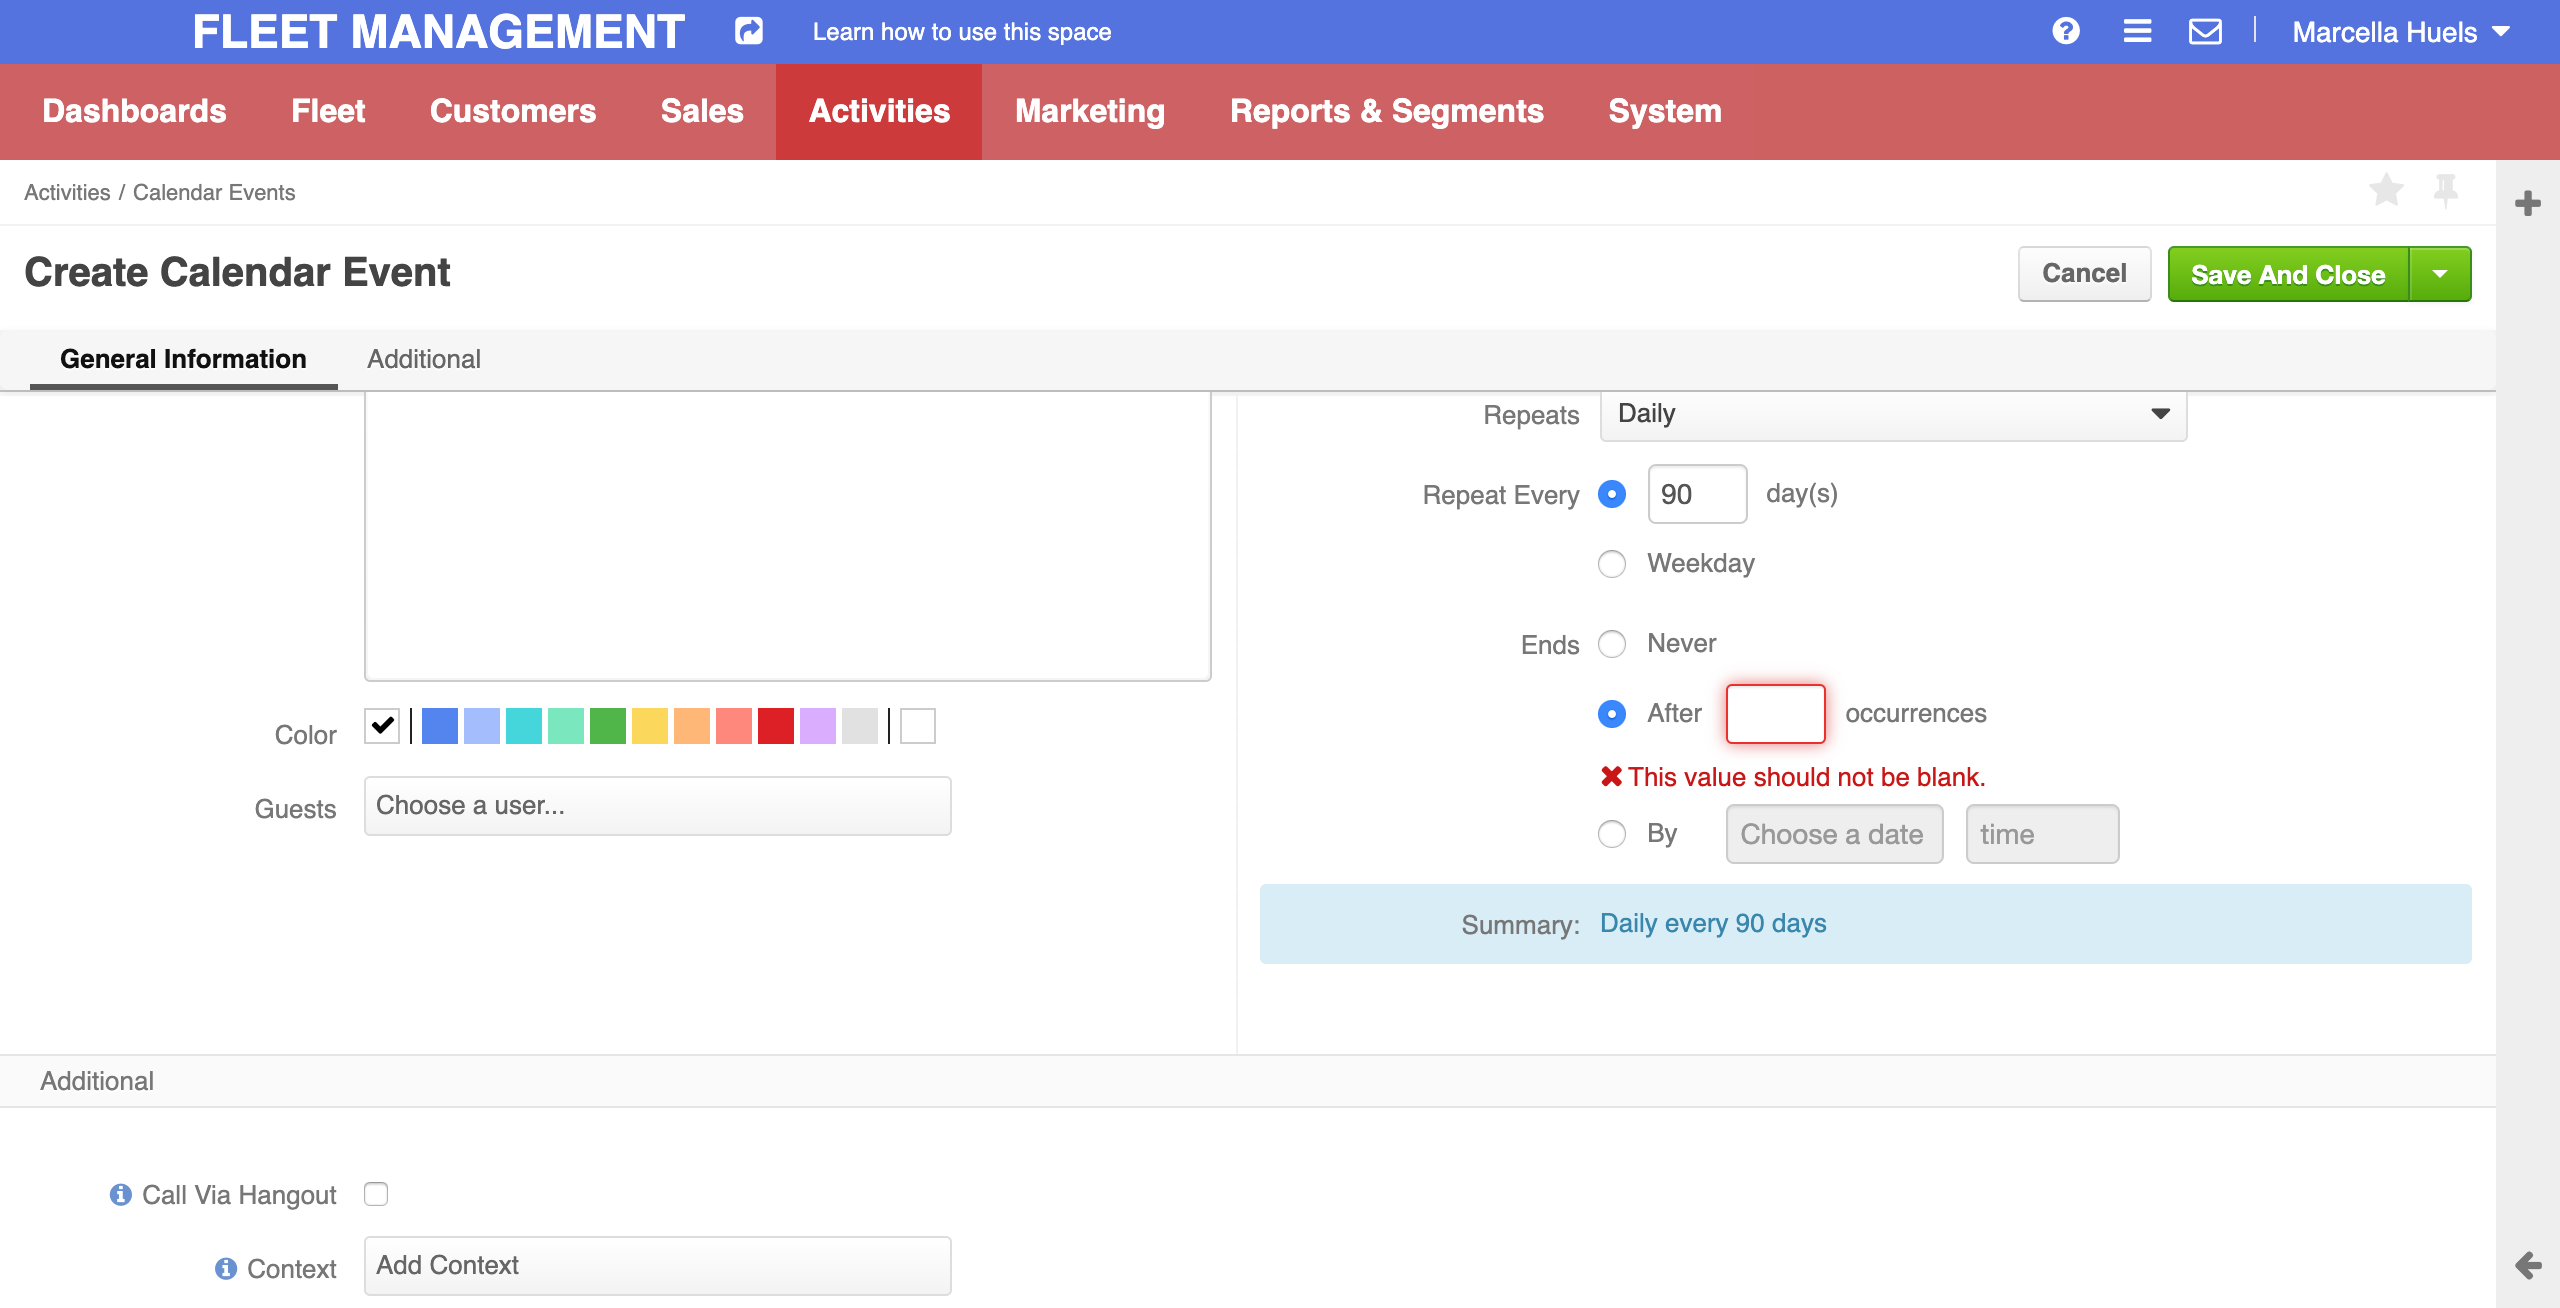 FLEET MANAGEMENT
Learn how to use this space
Marcella Huels
Dashboards Fleet Customers Sales Activities Marketing Reports & Segments System
Activities / Calendar Events
Create Calendar Event
Cancel
Save And Close
General Information
Additional
Repeats Daily
Repeat Every 90 day(s)
Weekday
Ends Never
After occurrences
This value should not be blank.
By Choose a date time
Summary: Daily every 90 days
Color
Guests Choose a user...
Additional
Call Via Hangout
Context Add Context